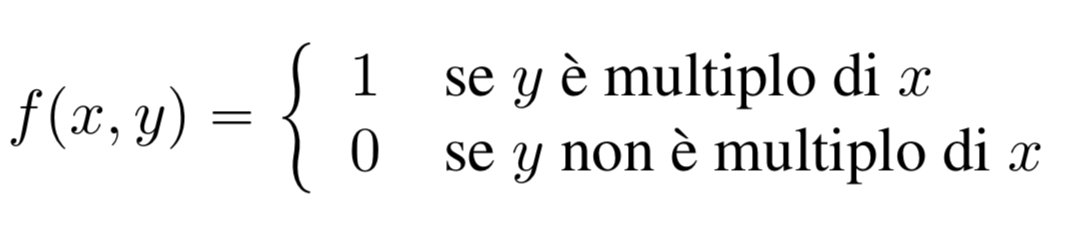 f(x, y) = { 1 se y è multiplo di x
0 se y non è multiplo di x